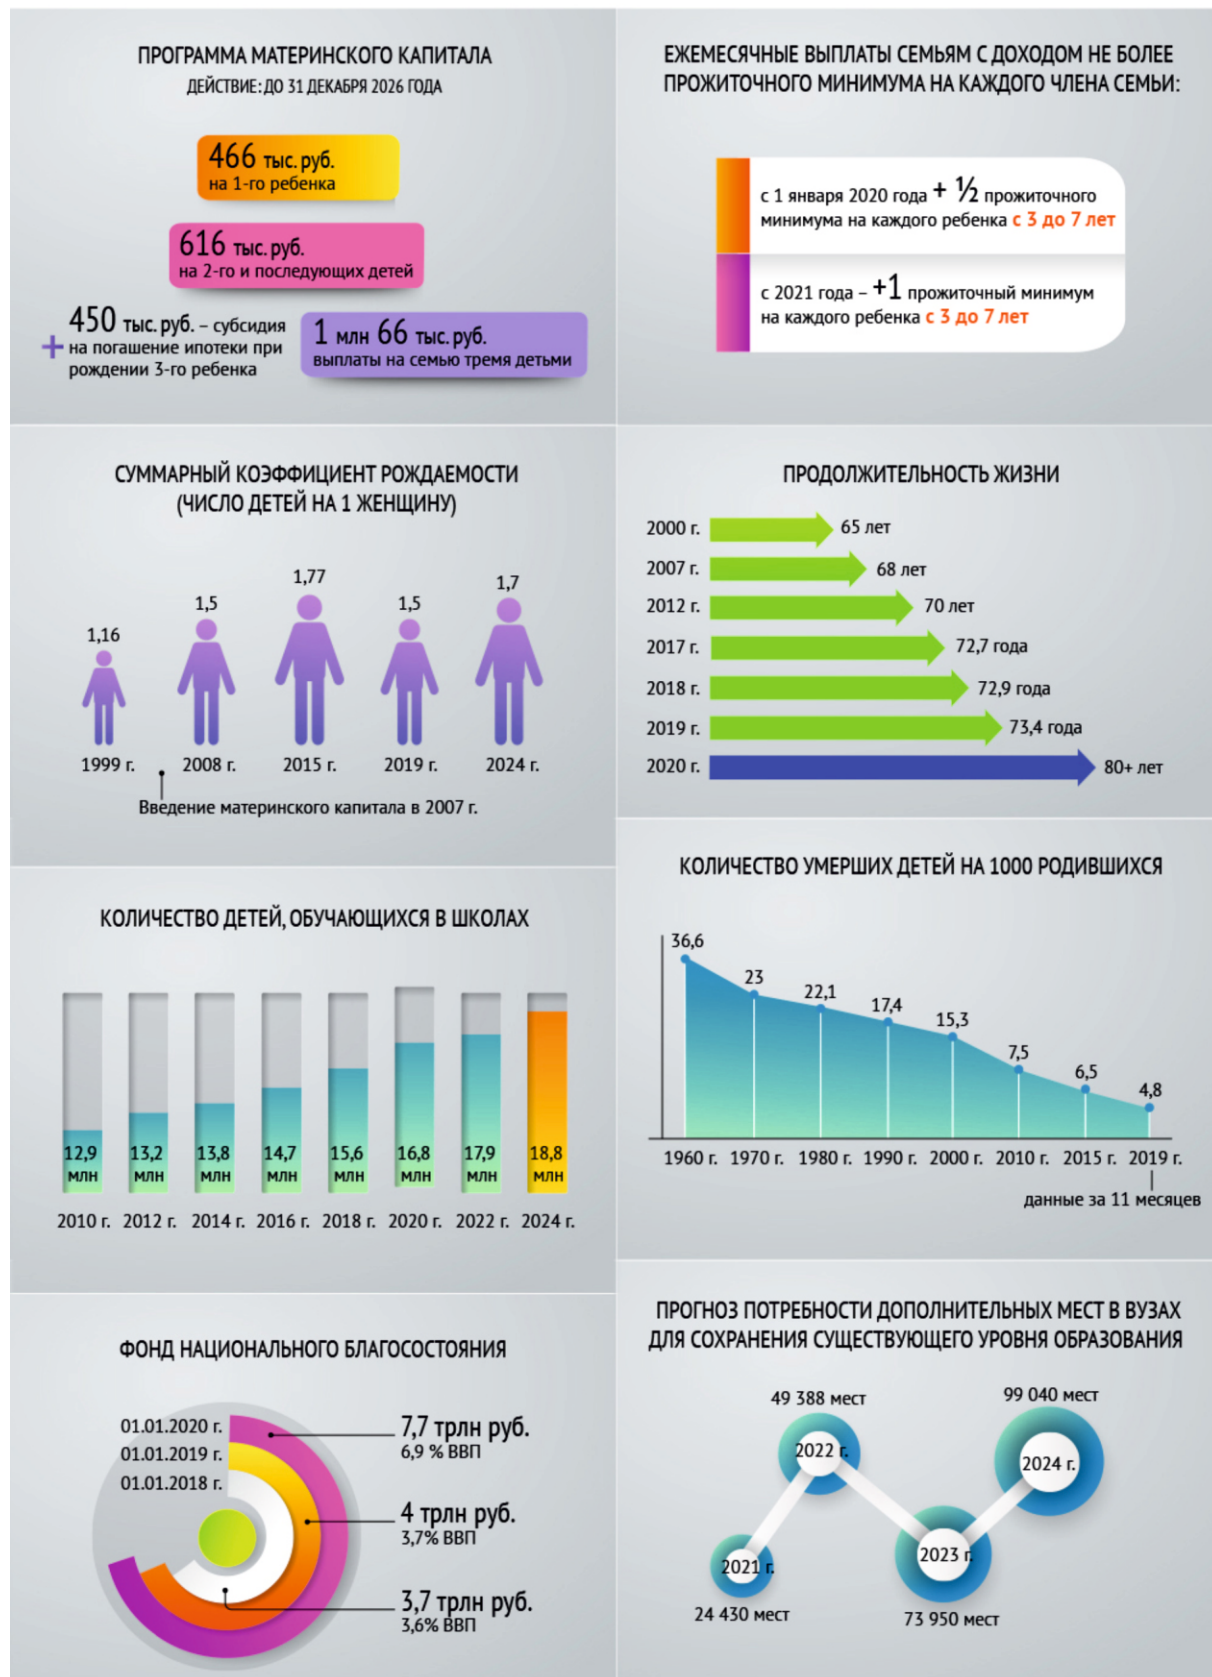 ПРОГРАММА МАТЕРИНСКОГО КАПИТАЛА
ДЕЙСТВИЕ: ДО 31 ДЕКАБРЯ 2026 ГОДА
466 тыс. руб.
на 1-го ребенка
616 тыс. руб.
на 2-го и последующих детей
+ 450 тыс. руб. – субсидия
на погашение ипотеки при
рождении 3-го ребенка
1 млн 66 тыс. руб.
выплаты на семью тремя детьми
ЕЖЕМЕСЯЧНЫЕ ВЫПЛАТЫ СЕМЬЯМ С ДОХОДОМ НЕ БОЛЕЕ
ПРОЖИТОЧНОГО МИНИМУМА НА КАЖДОГО ЧЛЕНА СЕМЬИ:
с 1 января 2020 года + ½ прожиточного
минимума на каждого ребенка с 3 до 7 лет
с 2021 года – +1 прожиточный минимум
на каждого ребенка с 3 до 7 лет
СУММАРНЫЙ КОЭФФИЦИЕНТ РОЖДАЕМОСТИ
(ЧИСЛО ДЕТЕЙ НА 1 ЖЕНЩИНУ)
1,16
1,5
1,77
1,5
1,7
1999 г.
2008 г.
2015 г.
2019 г.
2024 г.
Введение материнского капитала в 2007 г.
ПРОДОЛЖИТЕЛЬНОСТЬ ЖИЗНИ
2000 г. 65 лет
2007 г. 68 лет
2012 г. 70 лет
2017 г. 72,7 года
2018 г. 72,9 года
2019 г. 73,4 года
2020 г. 80+ лет
КОЛИЧЕСТВО ДЕТЕЙ, ОБУЧАЮЩИХСЯ В ШКОЛАХ
12,9 13,2 13,8 14,7 15,6 16,8 17,9 18,8
млн млн млн млн млн млн млн млн
2010 г. 2012 г. 2014 г. 2016 г. 2018 г. 2020 г. 2022 г. 2024 г.
КОЛИЧЕСТВО УМЕРШИХ ДЕТЕЙ НА 1000 РОДИВШИХСЯ
36,6
23
22,1
17,4
15,3
7,5
6,5
4,8
1960 г. 1970 г. 1980 г. 1990 г. 2000 г. 2010 г. 2015 г. 2019 г.
данные за 11 месяцев
ФОНД НАЦИОНАЛЬНОГО БЛАГОСОСТОЯНИЯ
01.01.2020 г.
01.01.2019 г.
01.01.2018 г.
7,7 трлн руб.
6,9 % ВВП
4 трлн руб.
3,7% ВВП
3,7 трлн руб.
3,6% ВВП
ПРОГНОЗ ПОТРЕБНОСТИ ДОПОЛНИТЕЛЬНЫХ МЕСТ В ВУЗАХ
ДЛЯ СОХРАНЕНИЯ СУЩЕСТВУЮЩЕГО УРОВНЯ ОБРАЗОВАНИЯ
49 388 мест
99 040 мест
2022 г.
2024 г.
2021 г.
2023 г.
24 430 мест
73 950 мест